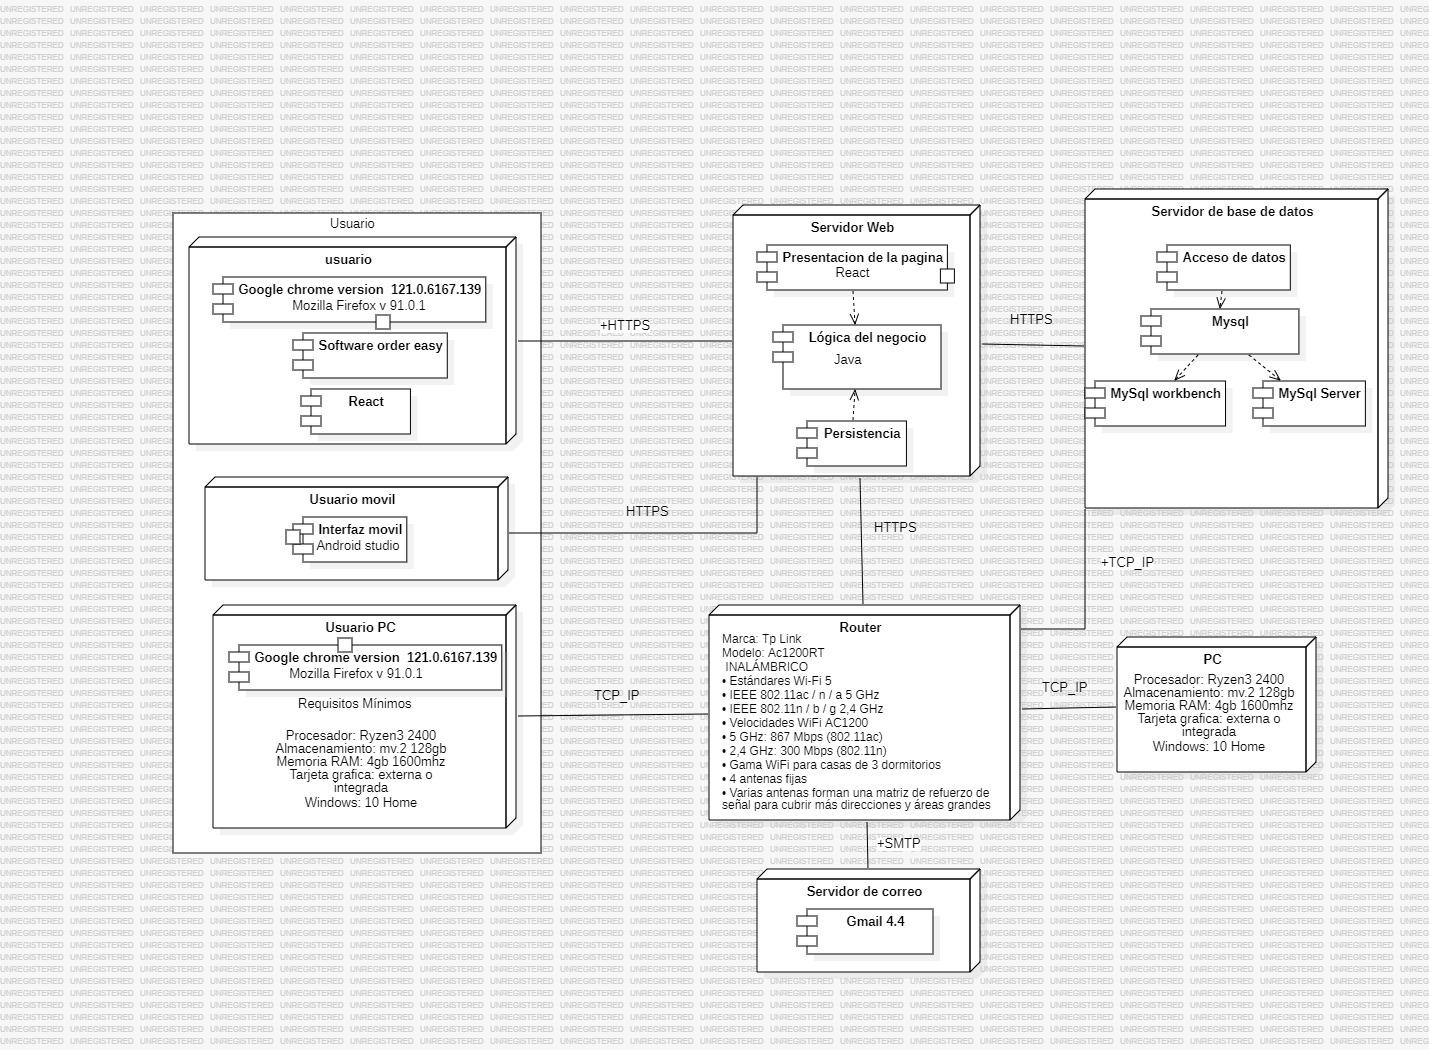 Usuario
usuario
Google chrome version  121.0.6167.139
Mozilla Firefox v 91.0.1
Software order easy
React
Usuario movil
Interfaz movil
Android studio
Usuario PC
Google chrome version  121.0.6167.139
Mozilla Firefox v 91.0.1
Requisitos Mínimos
Procesador: Ryzen3 2400
Almacenamiento: mv.2 128gb
Memoria RAM: 4gb 1600mhz
Tarjeta grafica: externa o
integrada
Windows: 10 Home
+HTTPS
HTTPS
TCP_IP
Servidor Web
Presentacion de la pagina
React
Lógica del negocio
Java
Persistencia
HTTPS
HTTPS
Servidor de base de datos
Acceso de datos
Mysql
MySql workbench
MySql Server
+TCP_IP
Router
Marca: Tp Link
Modelo: Ac1200RT
INALÁMBRICO
• Estándares Wi-Fi 5
• IEEE 802.11ac / n / a 5 GHz
• IEEE 802.11n / b / g 2,4 GHz
• Velocidades WiFi AC1200
• 5 GHz: 867 Mbps (802.11ac)
• 2,4 GHz: 300 Mbps (802.11n)
• Gama WiFi para casas de 3 dormitorios
• 4 antenas fijas
• Varias antenas forman una matriz de refuerzo de
señal para cubrir más direcciones y áreas grandes
TCP_IP
PC
Procesador: Ryzen3 2400
Almacenamiento: mv.2 128gb
Memoria RAM: 4gb 1600mhz
Tarjeta grafica: externa o
integrada
Windows: 10 Home
+SMTP
Servidor de correo
Gmail 4.4
UNREGISTERED